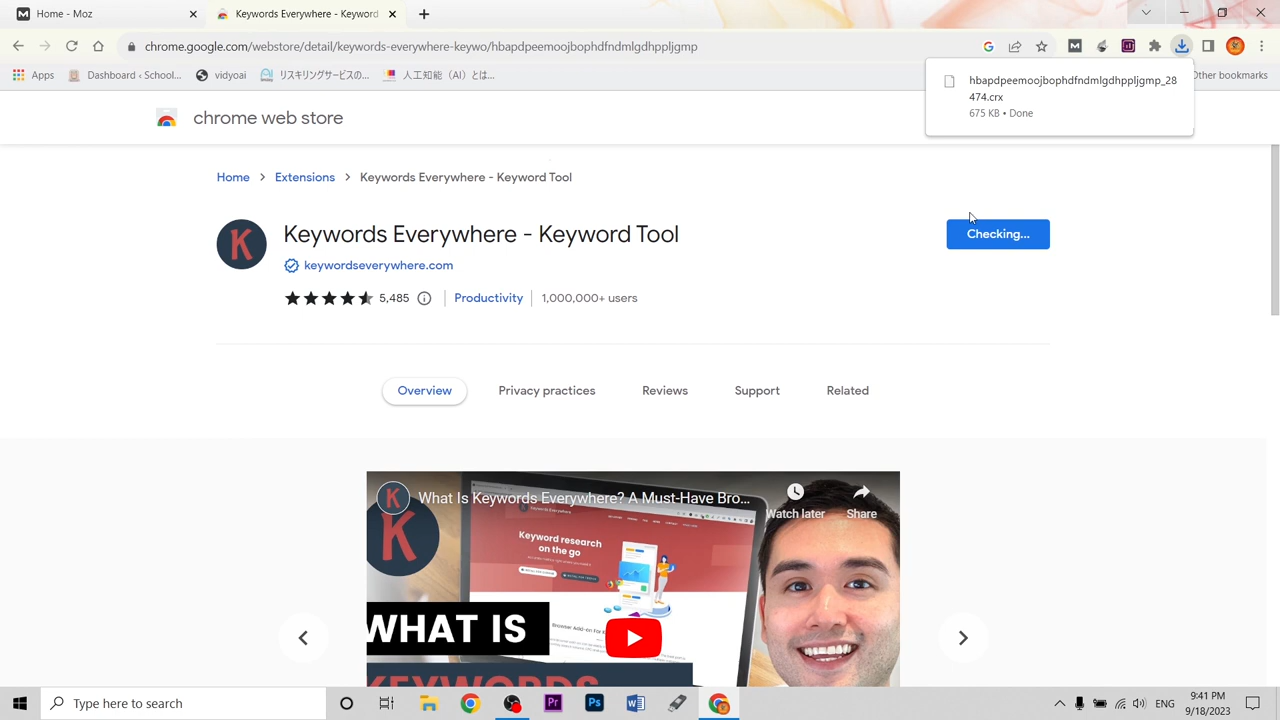 Home - Moz
Keywords Everywhere - Keyword
chrome.google.com/webstore/detail/keywords-everywhere-keywo/hbapdpeemoojbophdfndmlgdhppljgmp
Apps
Dashboard ‹ School...
vidyoai
リスキリングサービスの...
人工知能（AI）とは...
Other bookmarks
hbapdpeemoojbophdfndmlgdhppljgmp_28
474.crx
675 KB • Done
chrome web store
Home > Extensions > Keywords Everywhere - Keyword Tool
K
Keywords Everywhere - Keyword Tool
Checking...
keywordseverywhere.com
5,485
Productivity
1,000,000+ users
Overview
Privacy practices
Reviews
Support
Related
K
What Is Keywords Everywhere? A Must-Have Bro...
Watch later
Share
K
Keyword research
on the go
WHAT IS
KEYWORDS
Type here to search
Pr
Ps
ENG
9:41 PM
9/18/2023